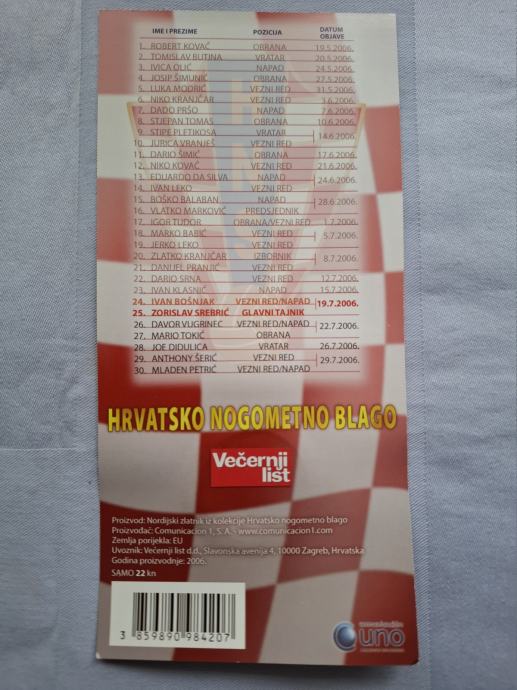 IME I PREZIME POZICIJA DATUM OBJAVE
1. ROBERT KOVAČ OBRANA 19.5.2006.
2. TOMISLAV BUTINA VRATAR 20.5.2006.
3. IVICA OLIĆ NAPAD 24.5.2006.
4. JOSIP ŠIMUNIĆ OBRANA 27.5.2006.
5. LUKA MODRIĆ VEZNI RED 31.5.2006.
6. NIKO KRANJČAR VEZNI RED 3.6.2006.
7. DADO PRŠO NAPAD 7.6.2006.
8. STJEPAN TOMAS OBRANA 10.6.2006.
9. STIPE PLETIKOSA VRATAR 14.6.2006.
10. JURICA VRANJEŠ VEZNI RED
11. DARIO ŠIMIĆ OBRANA 17.6.2006.
12. NIKO KOVAČ VEZNI RED 21.6.2006.
13. EDUARDO DA SILVA NAPAD 24.6.2006.
14. IVAN LEKO VEZNI RED
15. BOŠKO BALABAN NAPAD 28.6.2006.
16. VLATKO MARKOVIĆ PREDSJEDNIK
17. IGOR TUDOR OBRANA/VEZNI RED 1.7.2006.
18. MARKO BABIĆ VEZNI RED 5.7.2006.
19. JERKO LEKO VEZNI RED
20. ZLATKO KRANJČAR IZBORNIK 8.7.2006.
21. DANIJEL PRANJIĆ VEZNI RED
22. DARIO SRNA VEZNI RED 12.7.2006.
23. IVAN KLASNIĆ NAPAD 15.7.2006.
24. IVAN BOŠNJAK VEZNI RED/NAPAD 19.7.2006.
25. ZORISLAV SREBRIĆ GLAVNI TAJNIK
26. DAVOR VUGRINEC VEZNI RED/NAPAD 22.7.2006.
27. MARIO TOKIĆ OBRANA
28. JOE DIDULICA VRATAR 26.7.2006.
29. ANTHONY ŠERIĆ VEZNI RED 29.7.2006.
30. MLADEN PETRIĆ VEZNI RED/NAPAD
HRVATSKO NOGOMETNO BLAGO
Večernji
list
Proizvod: Nordijski zlatnik iz kolekcije Hrvatsko nogometno blago
Proizvođač: Comunicacion 1, S. A. - www.comunicacion1.com
Zemlja porijekla: EU
Uvoznik: Večernji list d.d., Slavonska avenija 4, 10000 Zagreb, Hrvatska
Godina proizvodnje: 2006.
SAMO 22 kn
3 859890 984207
uno